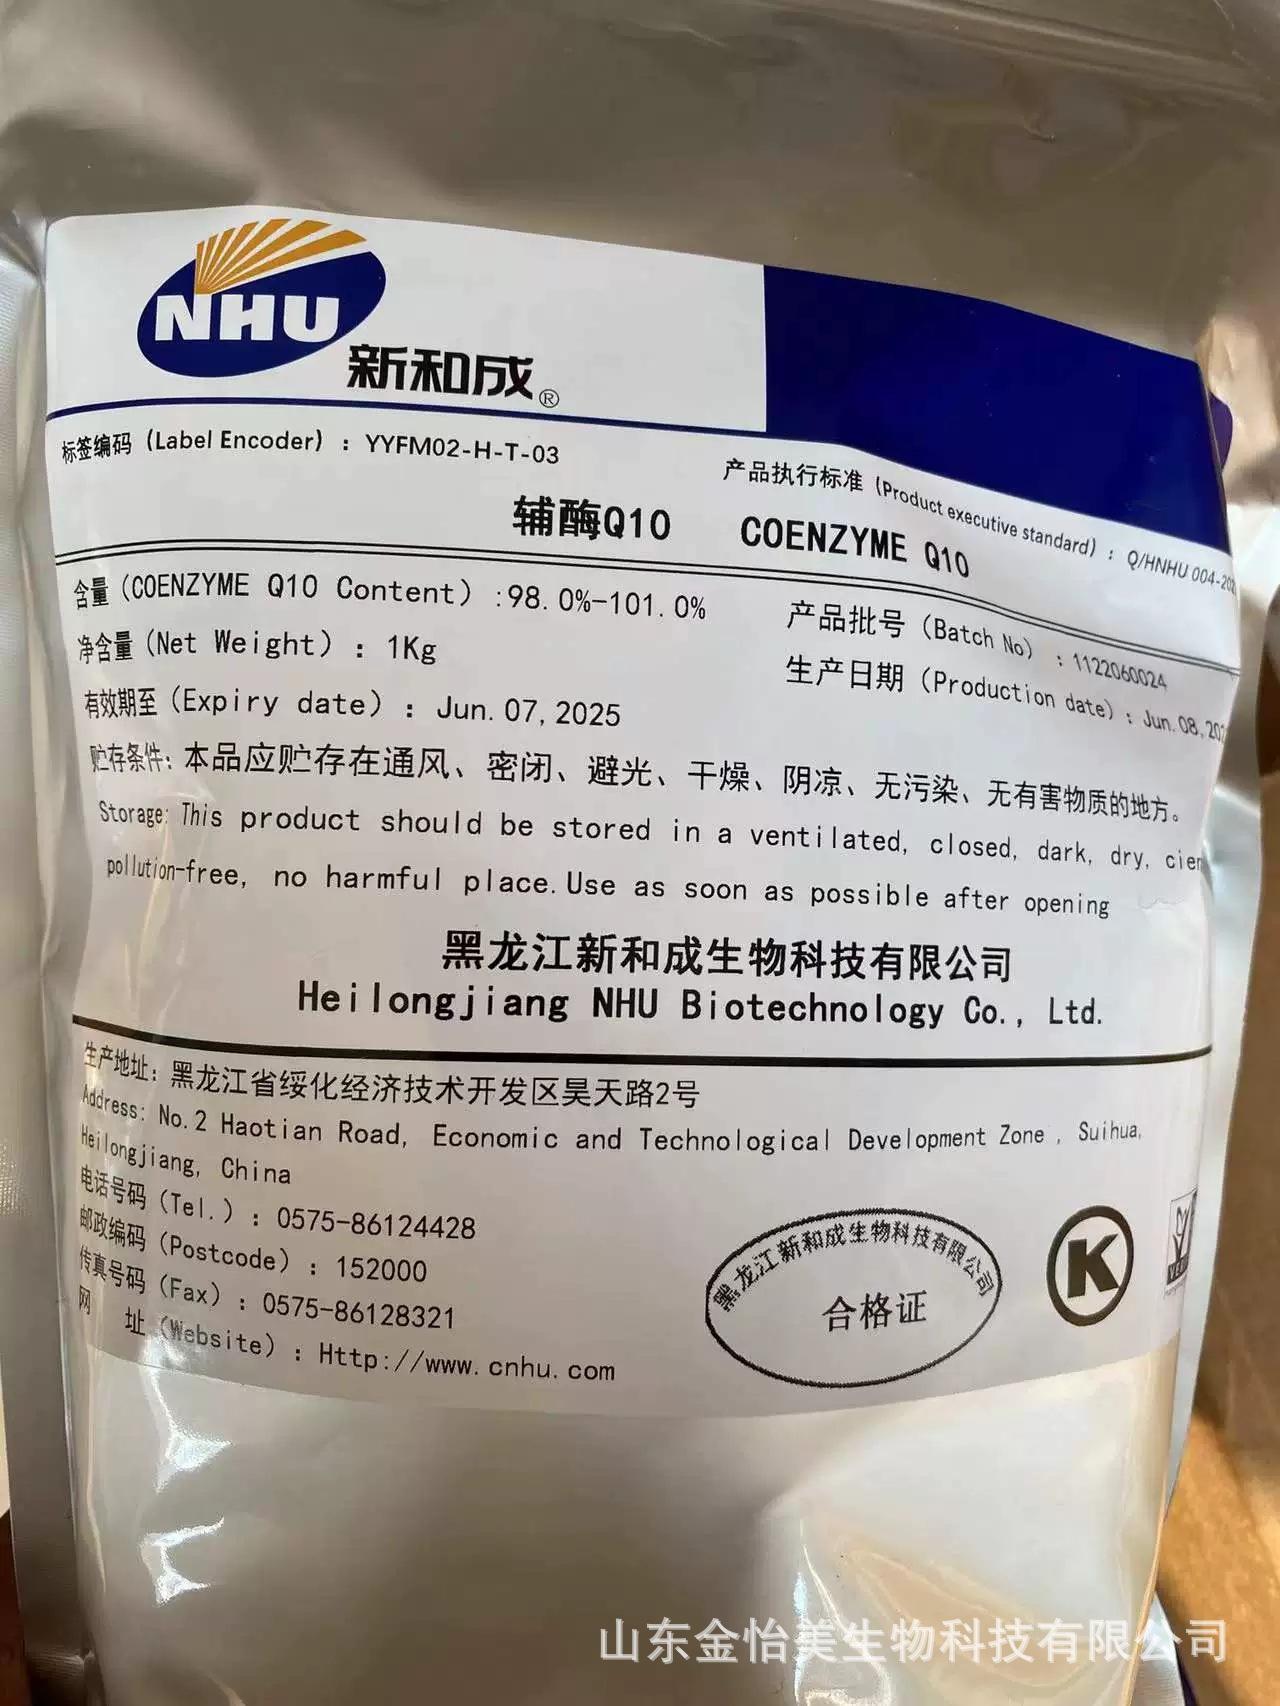 NHU
新和成®
标签编码（Label Encoder）：YYFM02-H-T-03
产品执行标准（Product executive standard）：Q/HNHU 004-
辅酶Q10 COENZYME Q10
含量（COENZYME Q10 Content）:98.0%-101.0%
产品批号（Batch No）:1122060024
净含量（Net Weight）：1Kg
生产日期（Production date）：Jun.08,
有效期至（Expiry date）：Jun.07,2025
贮存条件：本品应贮存在通风、密闭、避光、干燥、阴凉、无污染、无有害物质的地方。
Storage: This product should be stored in a ventilated, closed, dark, dry,
pollution-free, no harmful place.Use as soon as possible after opening
黑龙江新和成生物科技有限公司
Heilongjiang NHU Biotechnology Co., Ltd.
生产地址：黑龙江省绥化经济技术开发区昊天路2号
Address: No.2 Haotian Road, Economic and Technological Development Zone , Suihua,
Heilongjiang, China
电话号码（Tel.）：0575-86124428
邮政编码（Postcode）：152000
传真号码（Fax）：0575-86128321
网 址（Website）：Http://www.cnhu.com
黑龙江新和成生物科技有限公司
合格证
K
山东金怡美生物科技有限公司